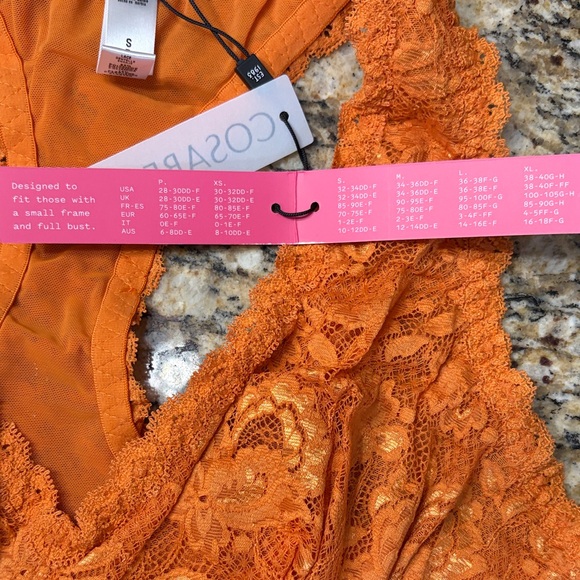 S
EST
1983
COSAB
Designed to
fit those with
a small frame
and full bust.
P. XS. S. M. L. XL.
USA 28-30DD-F 30-32DD-F 32-34DD-F 34-36DD-F 36-38F-G 38-40G-H
UK 28-30DD-E 30-32DD-E 32-34DD-E 34-36DD-E 36-38E-F 38-40F-FF
FR-ES 75-80E-F 80-85E-F 85-90E-F 90-95E-F 95-100F-G 100-105G-H
EUR 60-65E-F 65-70E-F 70-75E-F 75-80E-F 80-85F-G 85-90G-H
IT 0E-F 0-1E-F 1-2E-F 2-3E-F 3-4F-FF 4-5FF-G
AUS 6-8DD-E 8-10DD-E 10-12DD-E 12-14DD-E 14-16E-F 16-18F-G